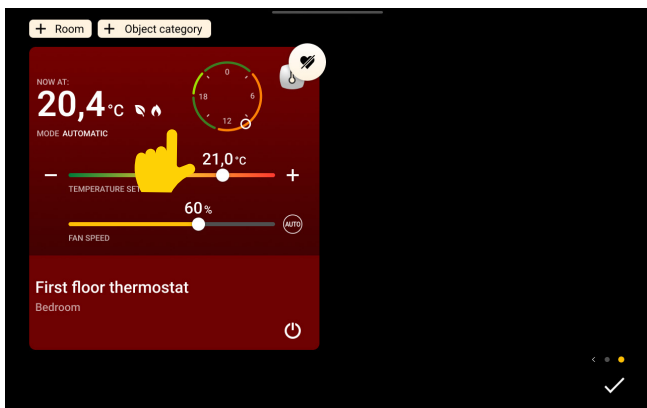 + Room + Object category
NOW AT:
20,4 °C
0
6
12
18
MODE AUTOMATIC
21,0 °C
− +
TEMPERATURE SET
60 %
AUTO
FAN SPEED
First floor thermostat
Bedroom